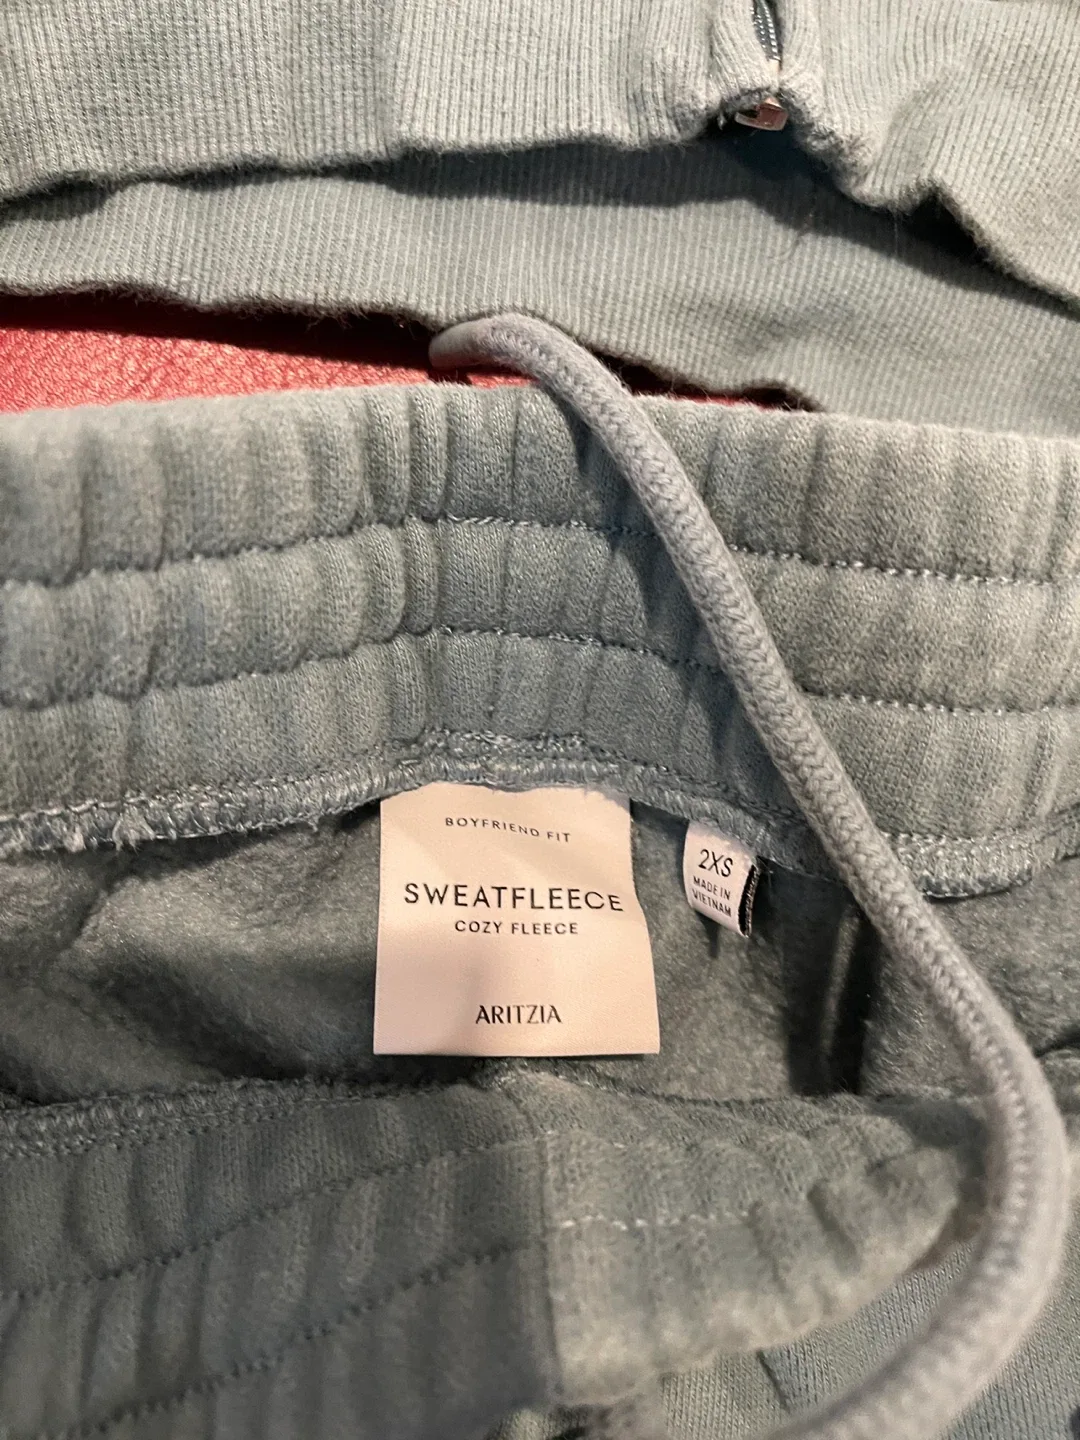 BOYFRIEND FIT
SWEATFLEECE
COZY FLEECE
ARITZIA
2XS
MADE IN
VIETNAM